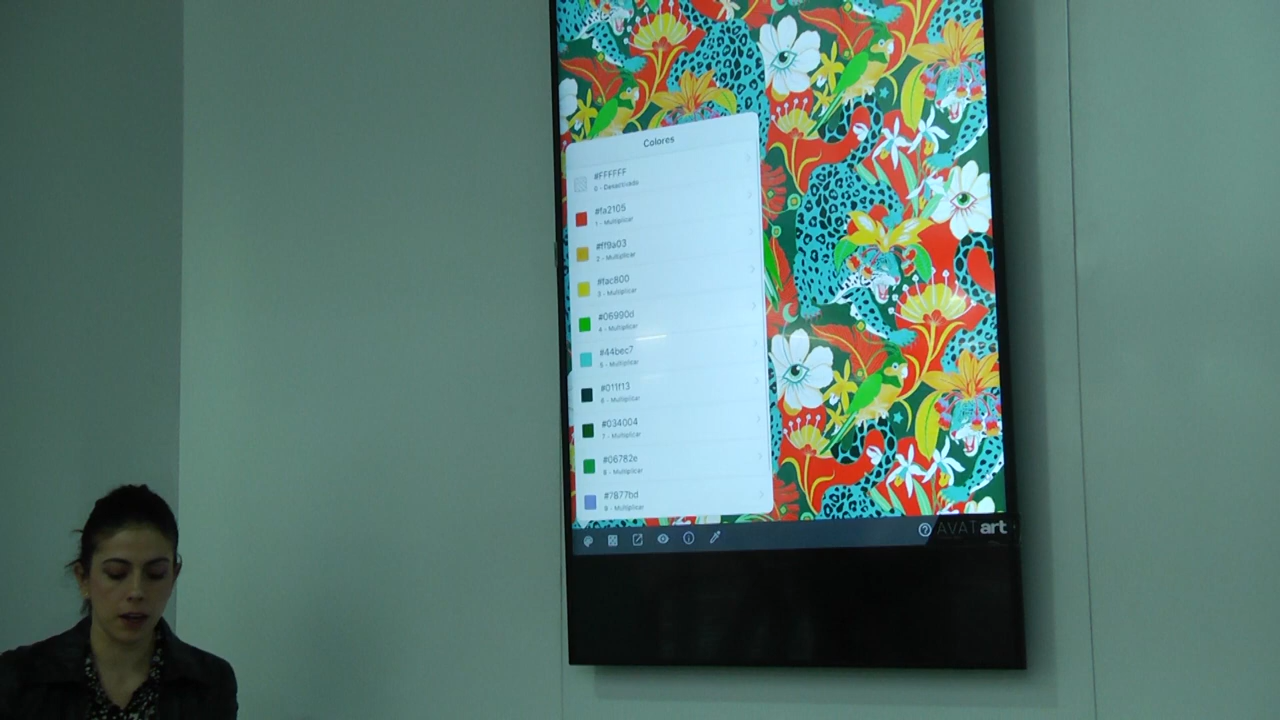 Colores
#FFFFFF
0 - Desactivado
#fa2105
1 - Multiplicar
#ff9a03
2 - Multiplicar
#fac800
3 - Multiplicar
#06990d
4 - Multiplicar
#44bec7
5 - Multiplicar
#011f13
6 - Multiplicar
#034004
7 - Multiplicar
#06782e
8 - Multiplicar
#7877bd
9 - Multiplicar
AVATart